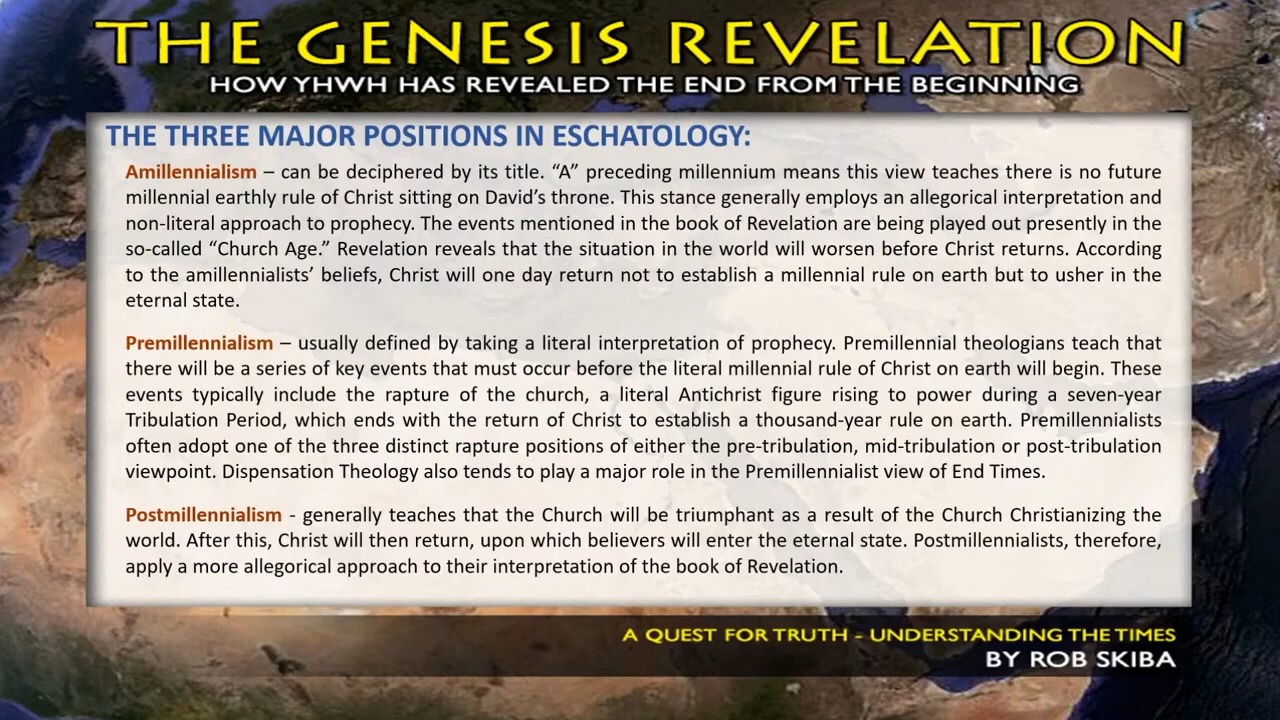 THE GENESIS REVELATION
HOW YHWH HAS REVEALED THE END FROM THE BEGINNING
THE THREE MAJOR POSITIONS IN ESCHATOLOGY:
Amillennialism – can be deciphered by its title. “A” preceding millennium means this view teaches there is no future
millennial earthly rule of Christ sitting on David’s throne. This stance generally employs an allegorical interpretation and
non-literal approach to prophecy. The events mentioned in the book of Revelation are being played out presently in the
so-called “Church Age.” Revelation reveals that the situation in the world will worsen before Christ returns. According
to the amillennialists’ beliefs, Christ will one day return not to establish a millennial rule on earth but to usher in the
eternal state.
Premillennialism – usually defined by taking a literal interpretation of prophecy. Premillennial theologians teach that
there will be a series of key events that must occur before the literal millennial rule of Christ on earth will begin. These
events typically include the rapture of the church, a literal Antichrist figure rising to power during a seven-year
Tribulation Period, which ends with the return of Christ to establish a thousand-year rule on earth. Premillennialists
often adopt one of the three distinct rapture positions of either the pre-tribulation, mid-tribulation or post-tribulation
viewpoint. Dispensation Theology also tends to play a major role in the Premillennialist view of End Times.
Postmillennialism - generally teaches that the Church will be triumphant as a result of the Church Christianizing the
world. After this, Christ will then return, upon which believers will enter the eternal state. Postmillennialists, therefore,
apply a more allegorical approach to their interpretation of the book of Revelation.
A QUEST FOR TRUTH - UNDERSTANDING THE TIMES
BY ROB SKIBA